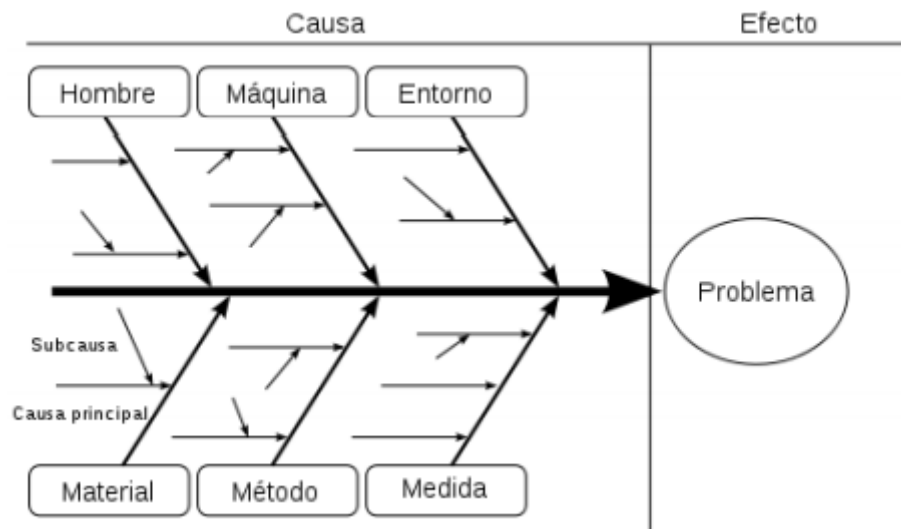 Causa
Efecto
Hombre
Máquina
Entorno
Problema
Subcausa
Causa principal
Material
Método
Medida